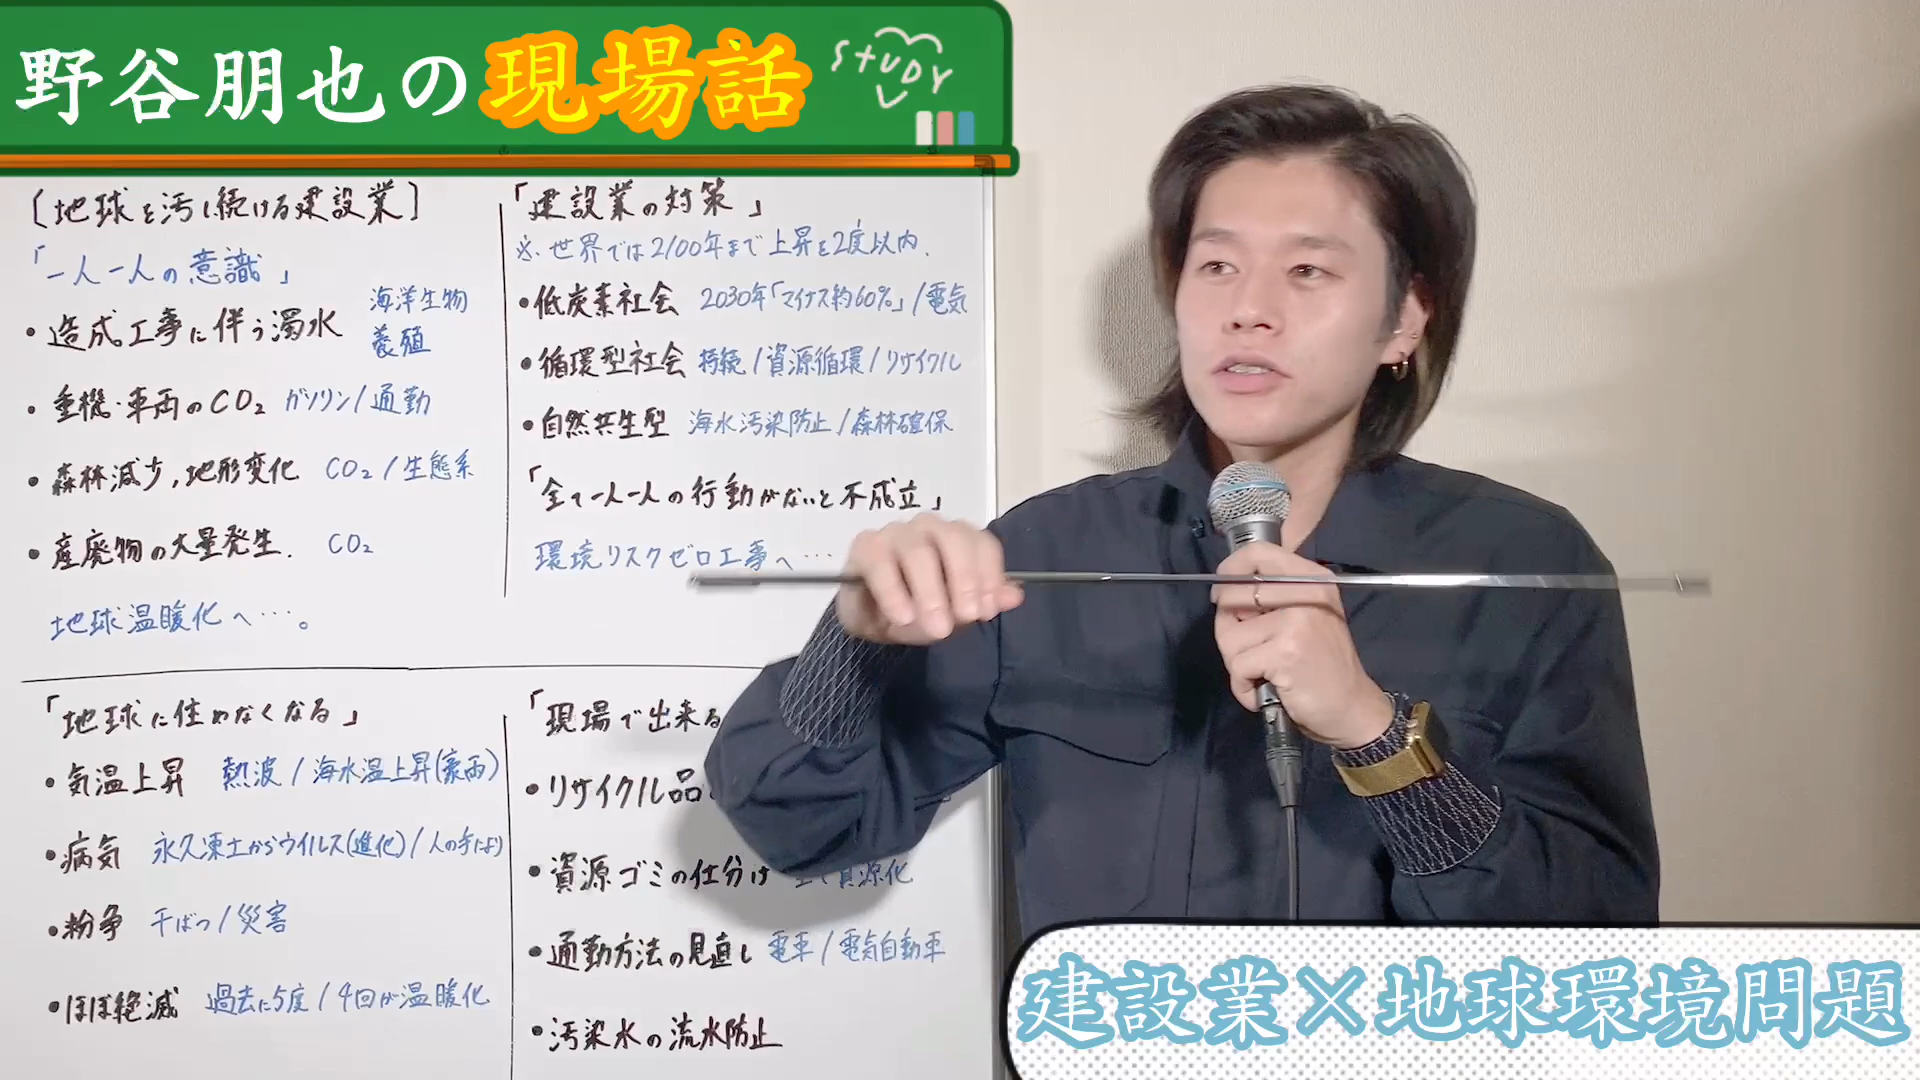 野谷朋也の現場話
STUDY
〔地球を汚し続ける建設業〕
「一人一人の意識」
・造成工事に伴う濁水 海洋生物
養殖
・重機・車両のCO2 ガソリン/通勤
・森林減少,地形変化 CO2/生態系
・産廃物の大量発生. CO2
地球温暖化へ…。
「建設業の対策」
※.世界では2100年まで上昇を2度以内.
・低炭素社会 2030年「マイナス約60%」/電気
・循環型社会 持続/資源循環/リサイクル
・自然共生型 海水汚染防止/森林確保
「全て一人一人の行動がないと不成立」
環境リスクゼロ工事へ…
「地球に住めなくなる」
・気温上昇 熱波/海水温上昇(豪雨)
・病気 永久凍土からウイルス(進化)/人の手により
・紛争 干ばつ/災害
・ほぼ絶滅 過去に5度/4回が温暖化
「現場で出来る
・リサイクル品
・資源ゴミの仕分け 資源化
・通勤方法の見直し 電車/電気自動車
・汚染水の流水防止
建設業×地球環境問題